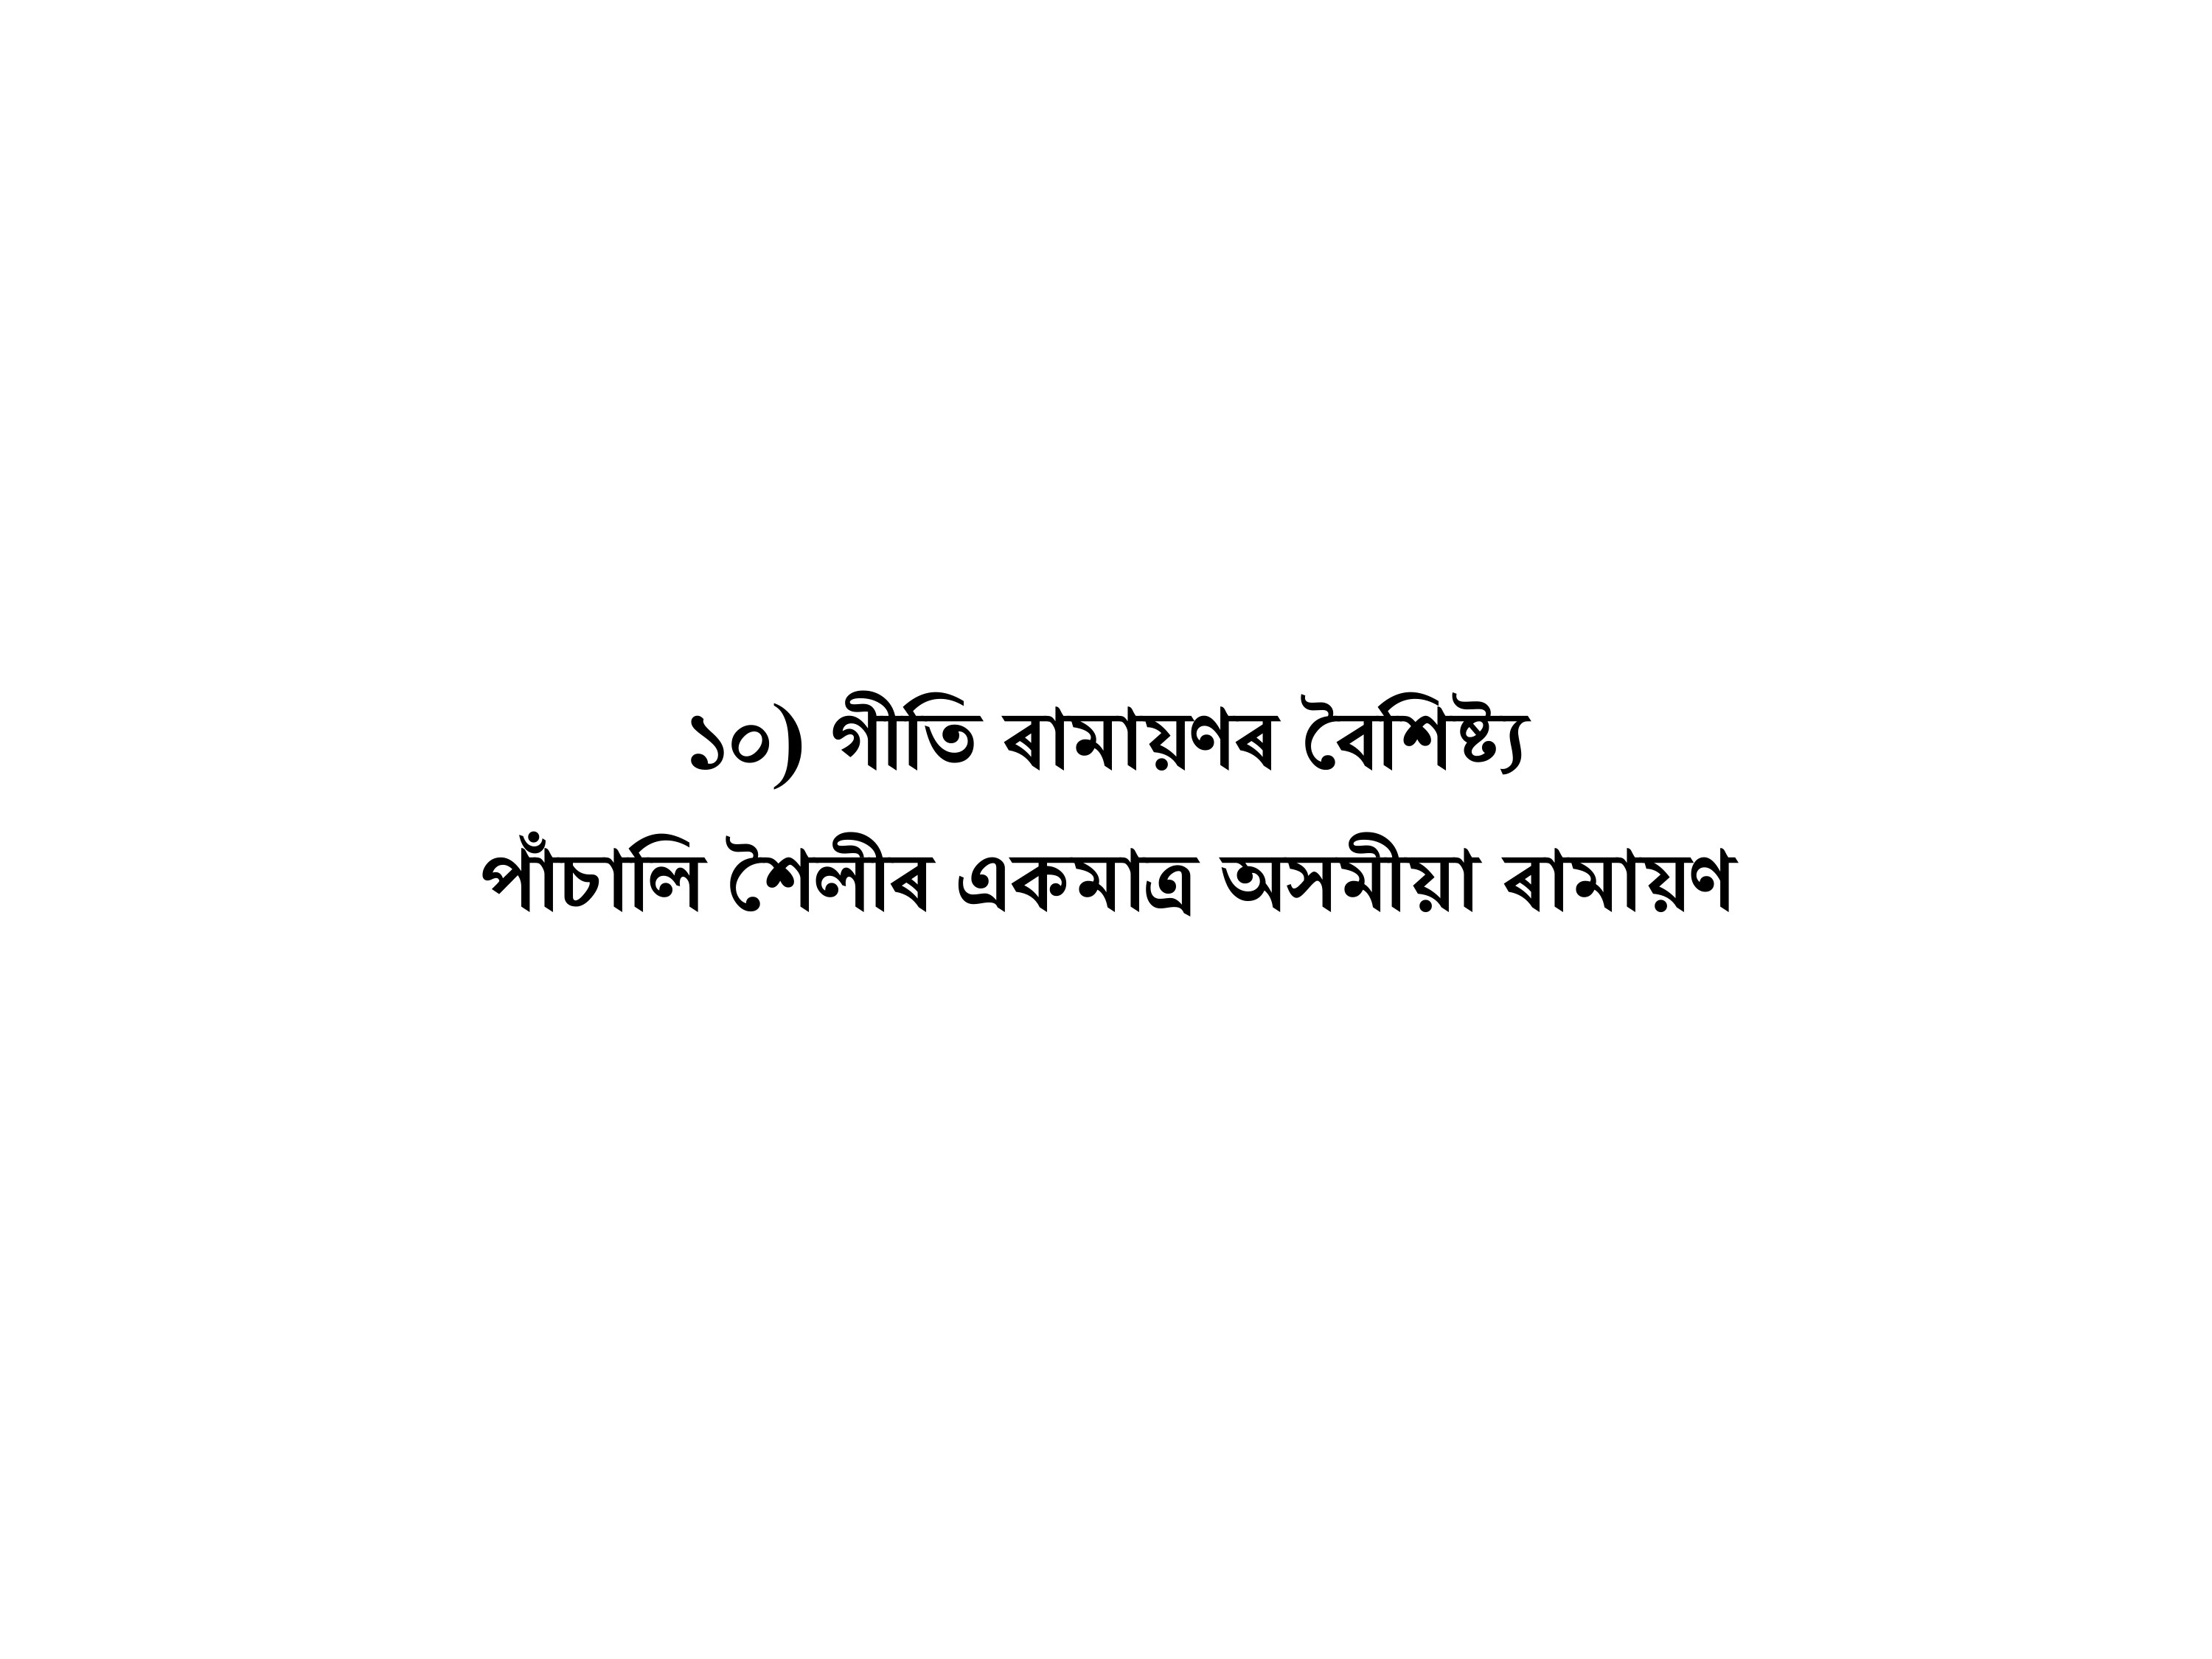 ১০) গীতি ৰামায়ণৰ বৈশিষ্ট্য
পাঁচালি শৈলীৰ একমাত্ৰ অসমীয়া ৰামায়ণ